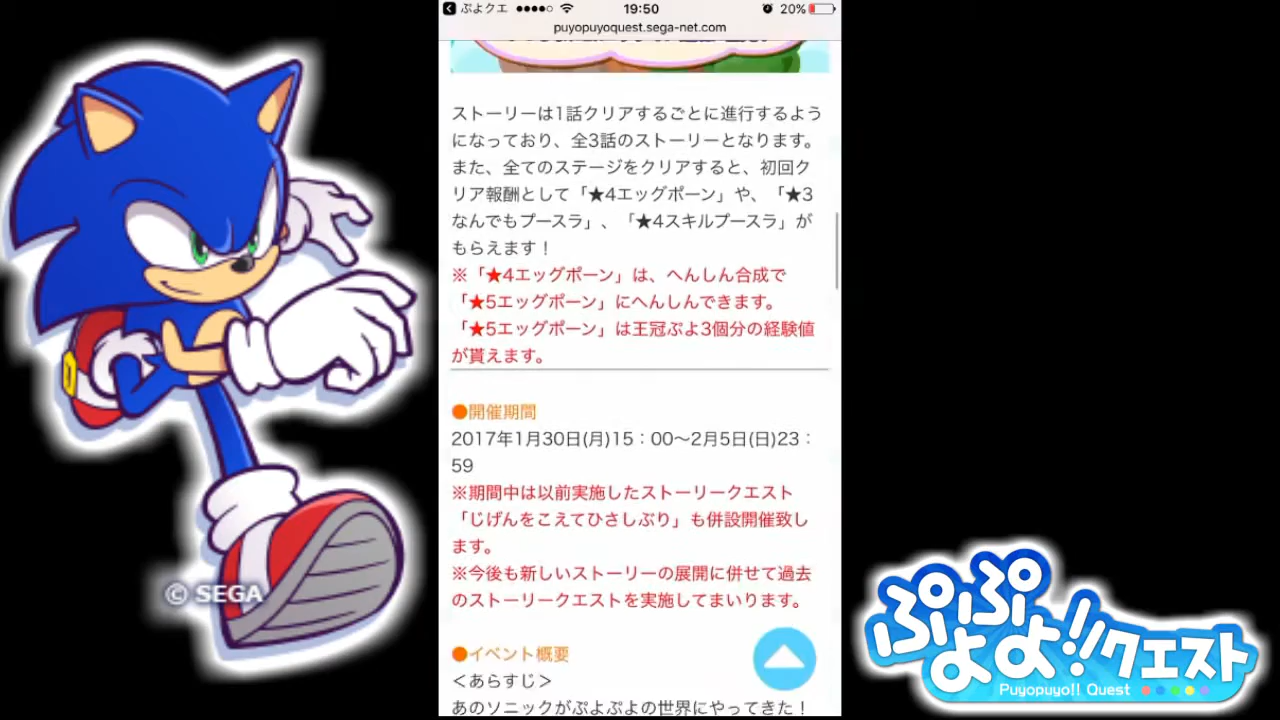 ぷよクエ 19:50 20%
puyopuyoquest.sega-net.com
ストーリーは1話クリアするごとに進行するよう
になっており、全3話のストーリーとなります。
また、全てのステージをクリアすると、初回ク
リア報酬として「★4エッグポーン」や、「★3
なんでもプースラ」、「★4スキルプースラ」が
もらえます！
※「★4エッグポーン」は、へんしん合成で
「★5エッグポーン」にへんしんできます。
「★5エッグポーン」は王冠ぷよ3個分の経験値
が貰えます。
●開催期間
2017年1月30日(月)15：00〜2月5日(日)23：
59
※期間中は以前実施したストーリークエスト
「じげんをこえてひさしぶり」も併設開催致し
ます。
※今後も新しいストーリーの展開に併せて過去
のストーリークエストを実施してまいります。
●イベント概要
＜あらすじ＞
あのソニックがぷよぷよの世界にやってきた！
© SEGA
ぷよぷよ!!クエスト
Puyopuyo!! Quest